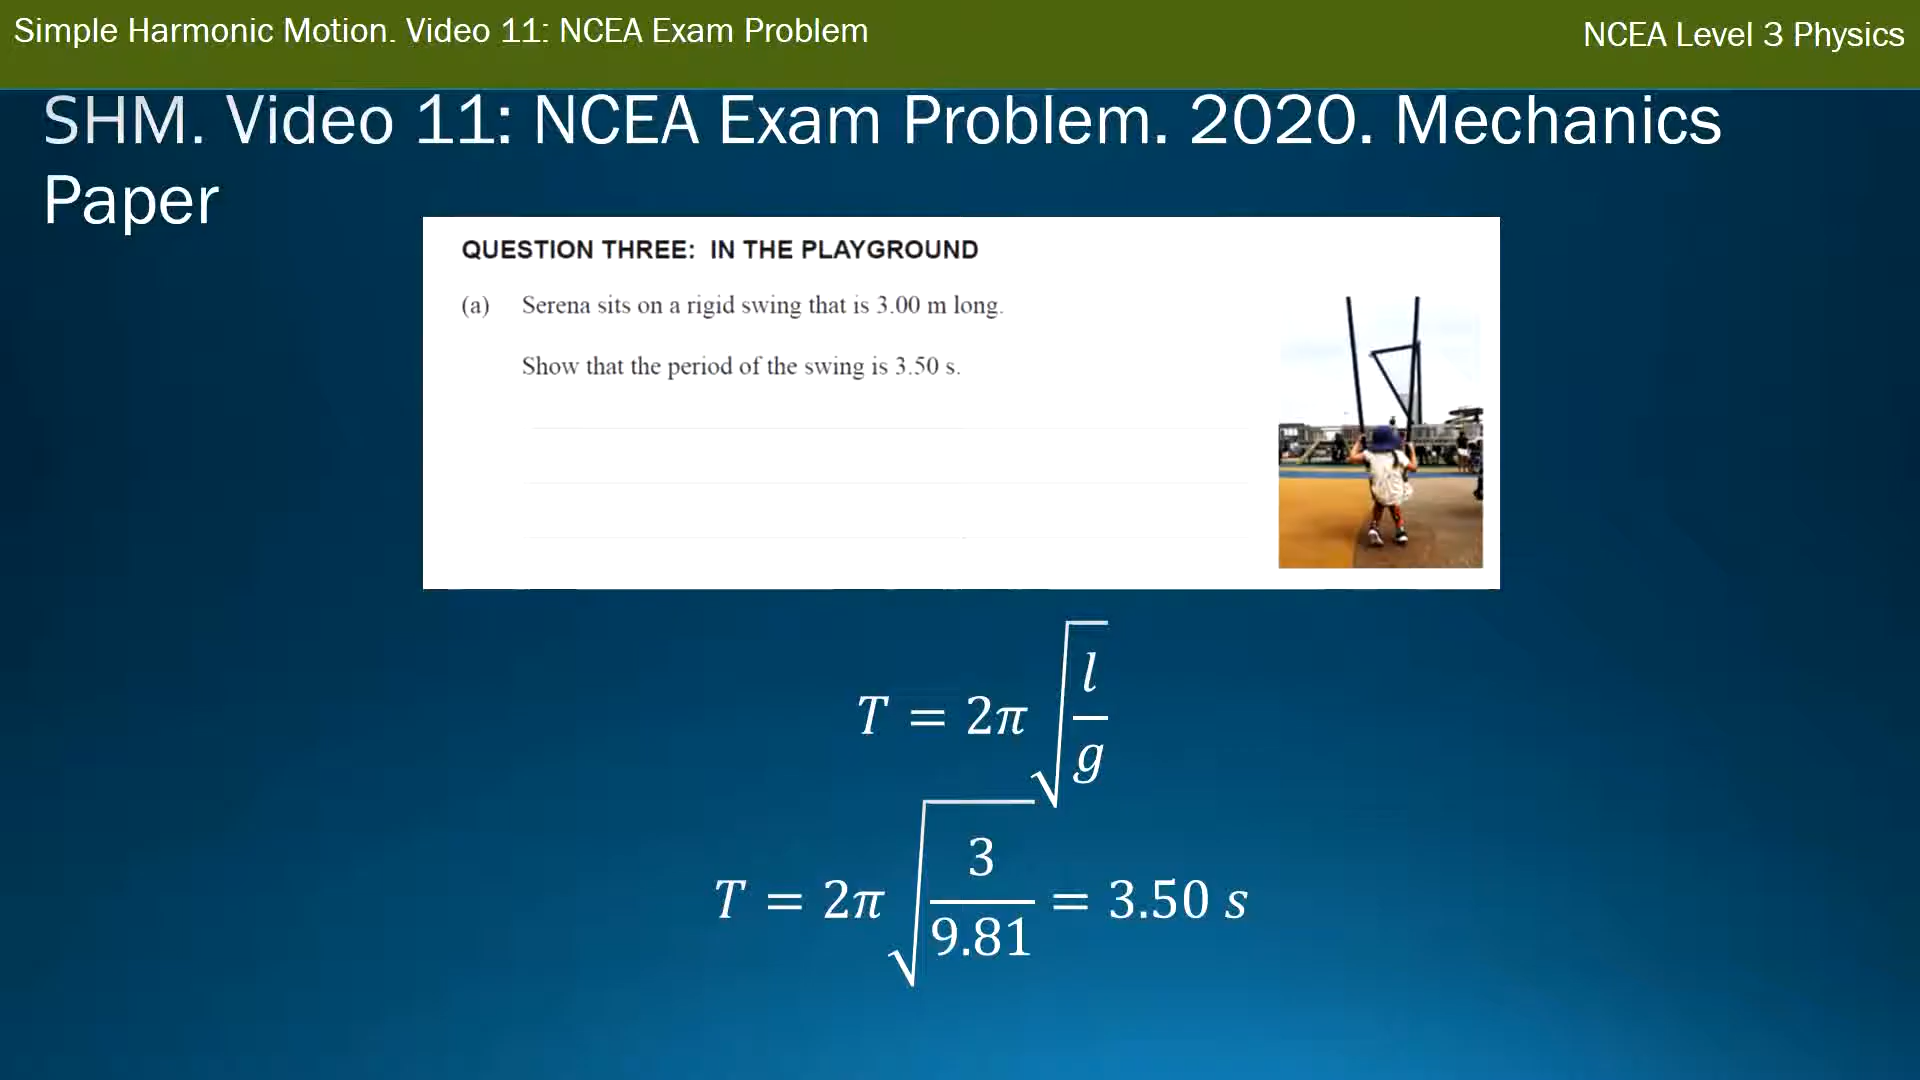 Simple Harmonic Motion. Video 11: NCEA Exam Problem
NCEA Level 3 Physics
SHM. Video 11: NCEA Exam Problem. 2020. Mechanics
Paper
QUESTION THREE: IN THE PLAYGROUND
(a) Serena sits on a rigid swing that is 3.00 m long.
Show that the period of the swing is 3.50 s.
T = 2π√(l/g)
T = 2π√(3/9.81) = 3.50 s